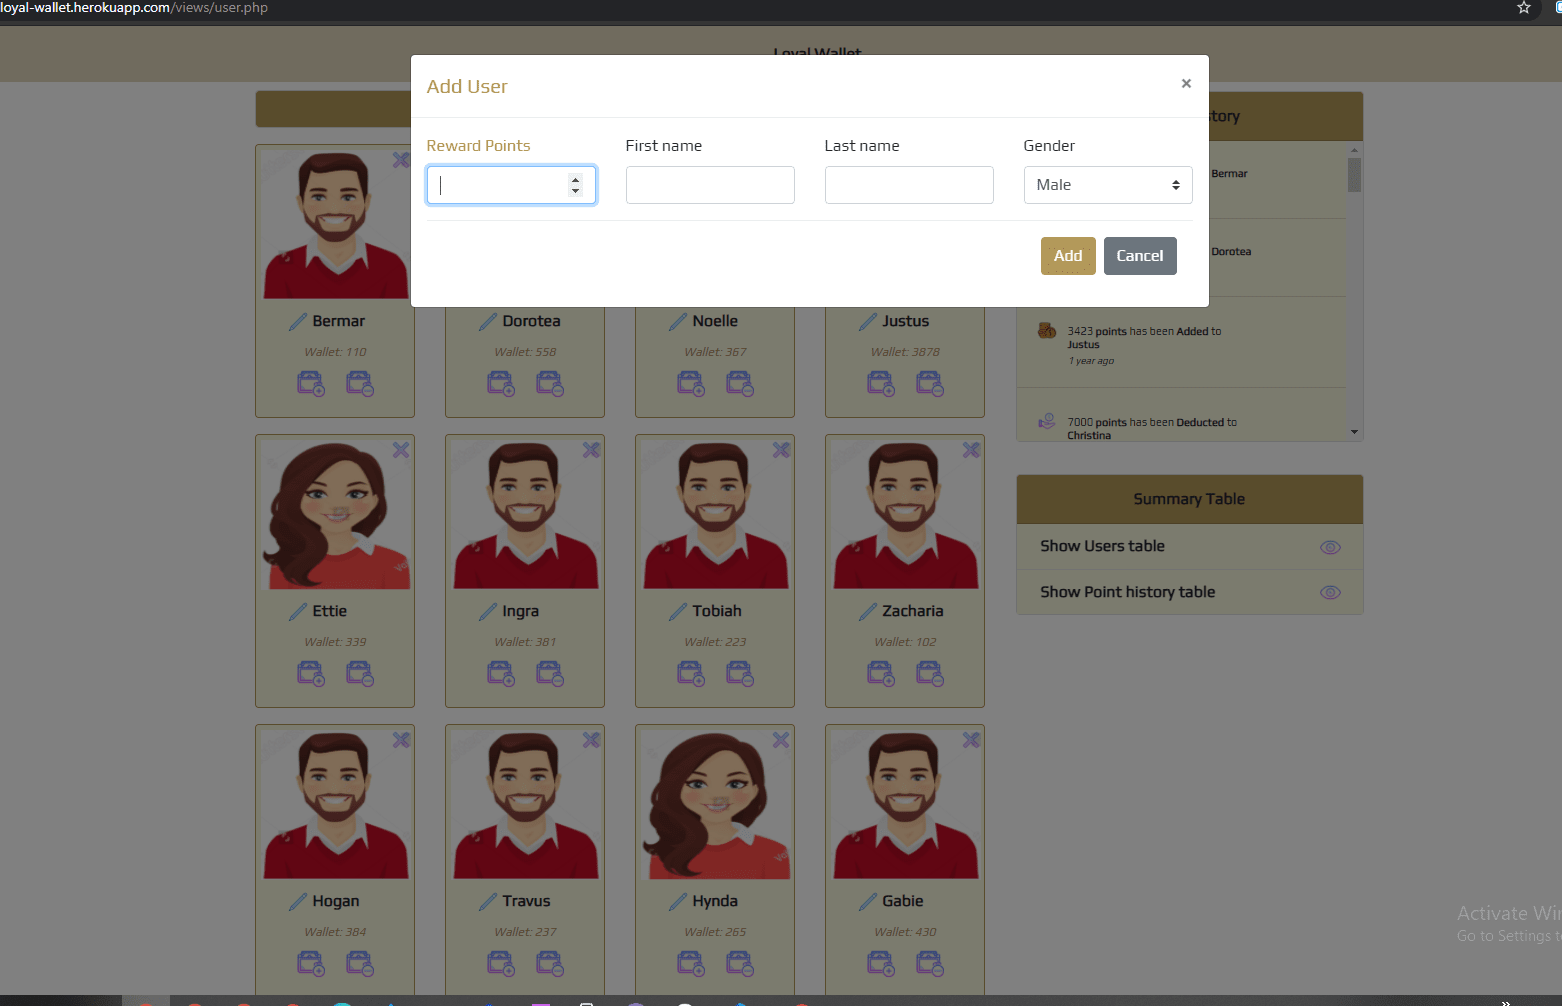 loyal-wallet.herokuapp.com/views/user.php
Loyal Wallet
Add User
×
Reward Points
First name
Last name
Gender
Male
Add
Cancel
Bermar
Wallet: 110
Dorotea
Wallet: 558
Noelle
Wallet: 367
Justus
Wallet: 3878
Ettie
Wallet: 339
Ingra
Wallet: 381
Tobiah
Wallet: 223
Zacharia
Wallet: 102
Hogan
Wallet: 384
Travus
Wallet: 237
Hynda
Wallet: 265
Gabie
Wallet: 430
story
Bermar
Dorotea
3423 points has been Added to
Justus
1 year ago
7000 points has been Deducted to
Christina
Summary Table
Show Users table
Show Point history table
Activate Wi
Go to Settings t